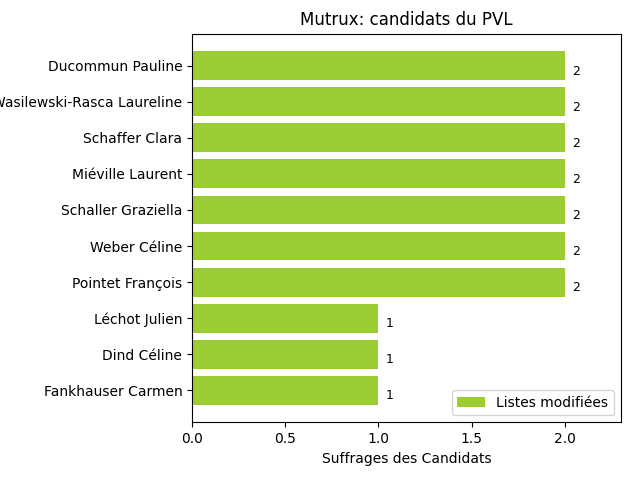 Mutrux: candidats du PVL
Ducommun Pauline 2
Wasilewski-Rasca Laureline 2
Schaffer Clara 2
Miéville Laurent 2
Schaller Graziella 2
Weber Céline 2
Pointet François 2
Léchot Julien 1
Dind Céline 1
Fankhauser Carmen 1
Listes modifiées
0.0 0.5 1.0 1.5 2.0
Suffrages des Candidats